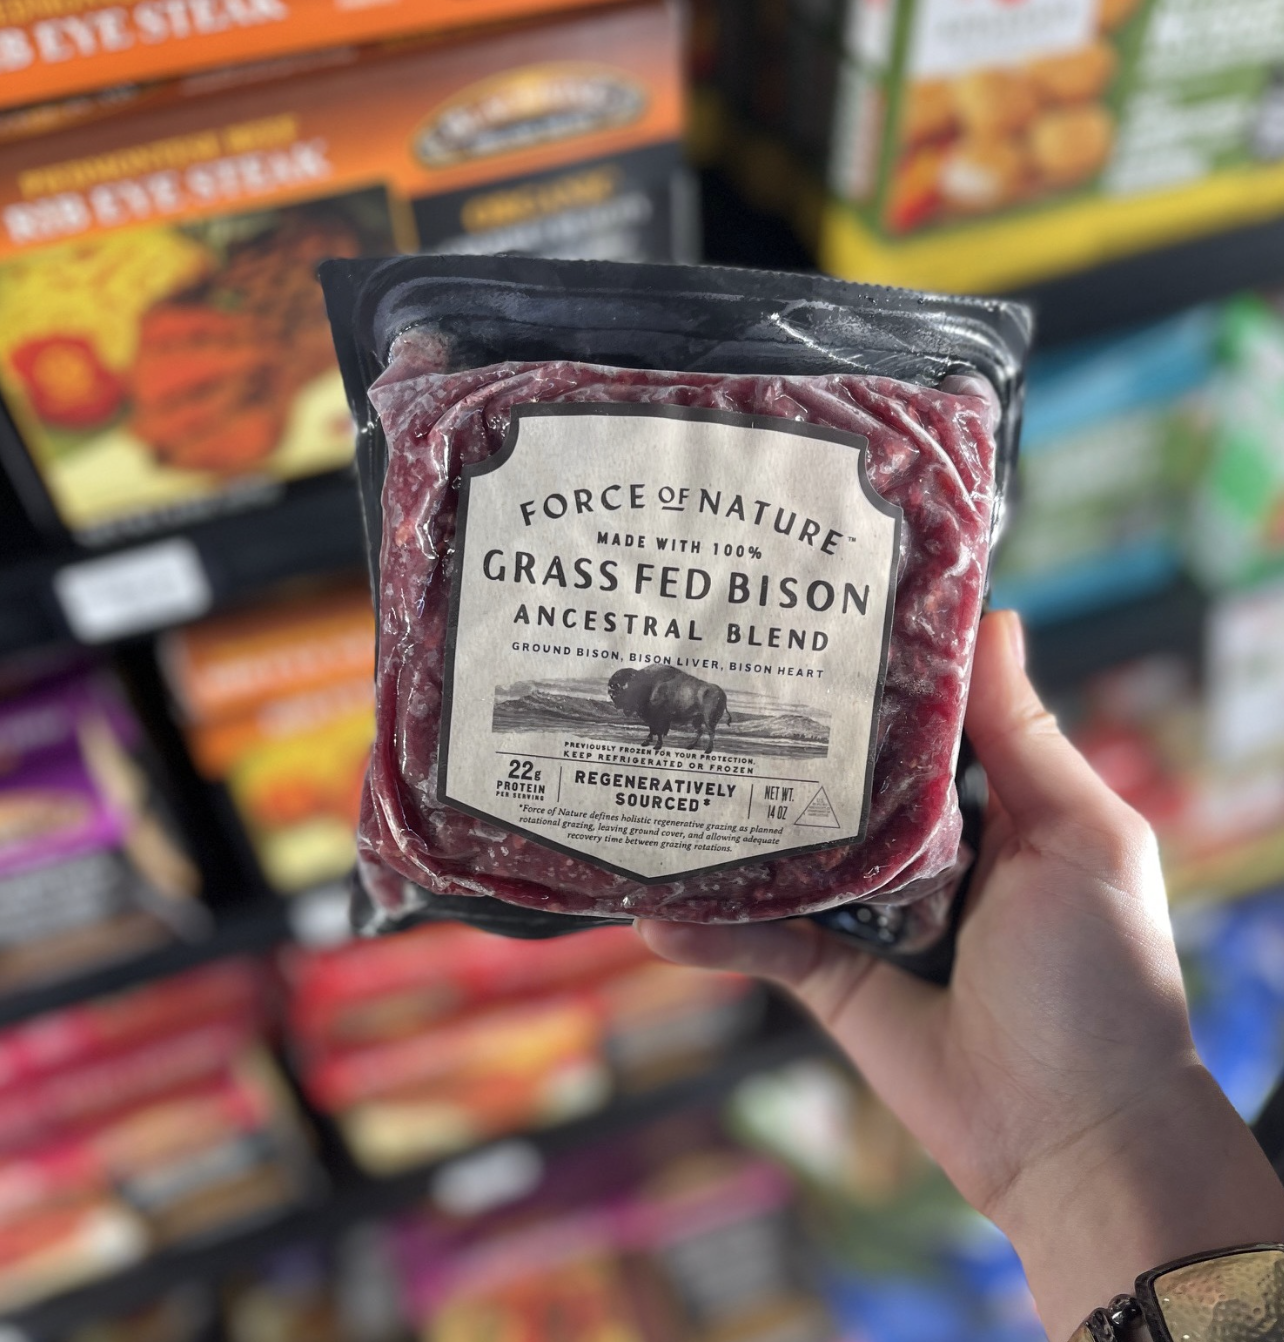 B EYE STEAK
RIB EYE STEAK
ORGANIC
FORCE OF NATURE™
MADE WITH 100%
GRASS FED BISON
ANCESTRAL BLEND
GROUND BISON, BISON LIVER, BISON HEART
PREVIOUSLY FROZEN FOR YOUR PROTECTION.
KEEP REFRIGERATED OR FROZEN
22g
PROTEIN
PER SERVING
REGENERATIVELY
SOURCED*
NET WT.
14 OZ
*Force of Nature defines holistic regenerative grazing as planned
rotational grazing, leaving ground cover, and allowing adequate
recovery time between grazing rotations.